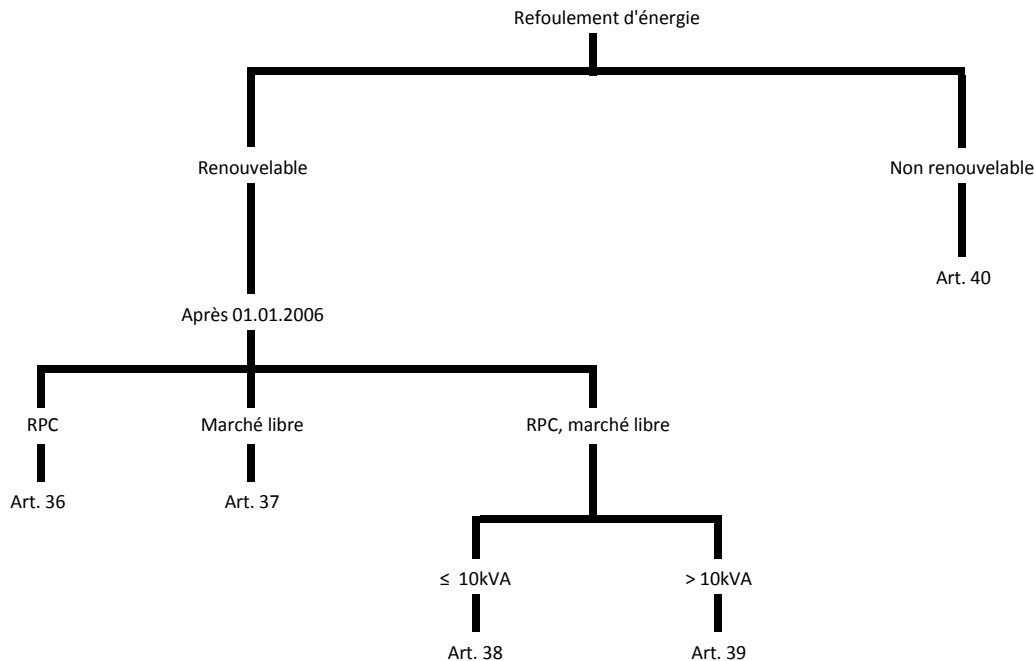 Refoulement d'énergie
Renouvelable
Non renouvelable
Art. 40
Après 01.01.2006
RPC
Marché libre
RPC, marché libre
Art. 36
Art. 37
≤ 10kVA
> 10kVA
Art. 38
Art. 39